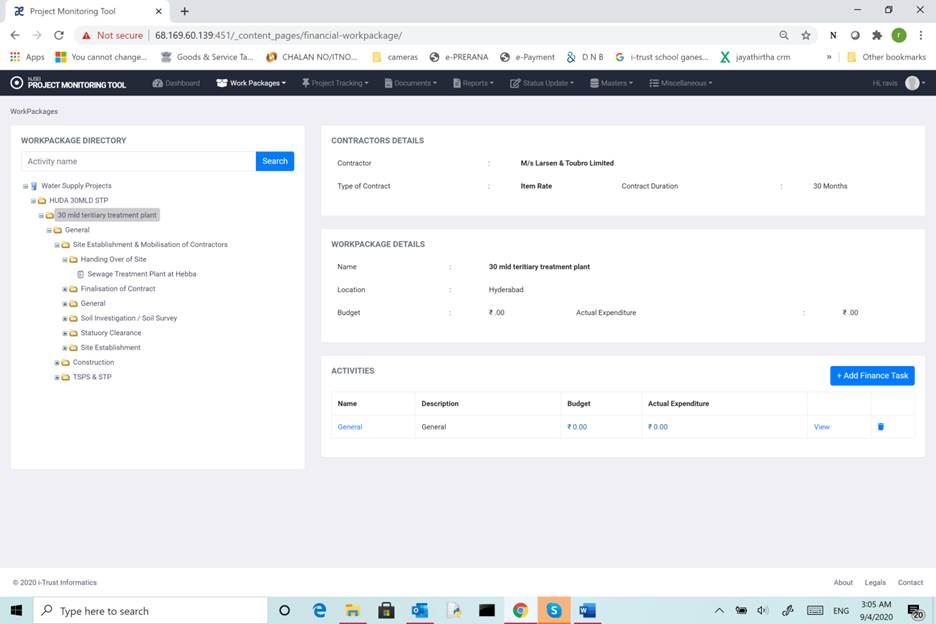 Project Monitoring Tool
Not secure 68.169.60.139:451/_content_pages/financial-workpackage/
Apps You cannot change... Goods & Service Ta... CHALAN NO/ITNO... cameras e-PRERANA e-Payment D N B i-trust school ganes... jayathirtha crm » Other bookmarks
NJSEI
PROJECT MONITORING TOOL Dashboard Work Packages Project Tracking Documents Reports Status Update Masters Miscellaneous Hi, ravis
WorkPackages
WORKPACKAGE DIRECTORY
Activity name Search
Water Supply Projects
HUDA 30MLD STP
30 mld teritiary treatment plant
General
Site Establishment & Mobilisation of Contractors
Handing Over of Site
Sewage Treatment Plant at Hebba
Finalisation of Contract
General
Soil Investigation / Soil Survey
Statuory Clearance
Site Establishment
Construction
TSPS & STP
CONTRACTORS DETAILS
Contractor : M/s Larsen & Toubro Limited
Type of Contract : Item Rate Contract Duration : 30 Months
WORKPACKAGE DETAILS
Name : 30 mld teritiary treatment plant
Location : Hyderabad
Budget : ₹ .00 Actual Expenditure : ₹ .00
ACTIVITIES
+ Add Finance Task
Name Description Budget Actual Expenditure
General General ₹ 0.00 ₹ 0.00 View
© 2020 i-Trust Informatics About Legals Contact
Type here to search ENG 3:05 AM
9/4/2020 20